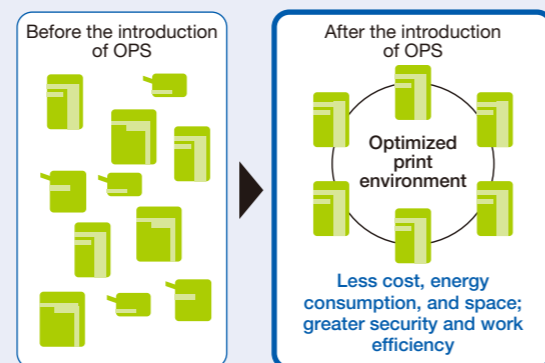 Before the introduction
of OPS
After the introduction
of OPS
Optimized
print
environment
Less cost, energy
consumption, and space;
greater security and work
efficiency